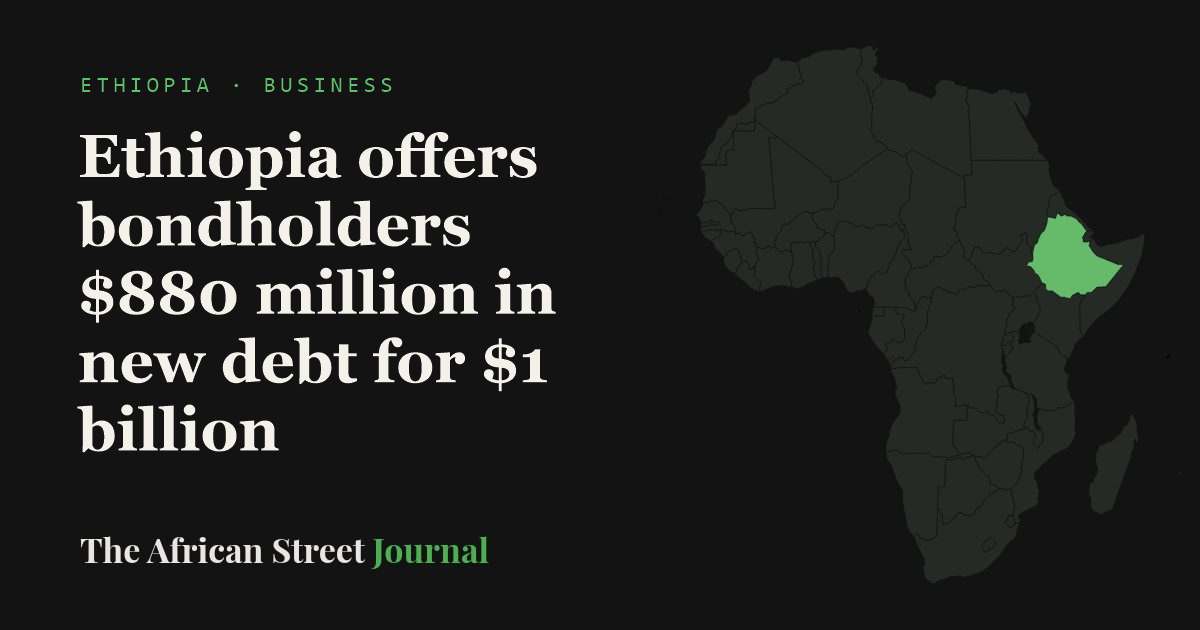 ETHIOPIA · BUSINESS
Ethiopia offers
bondholders
$880 million in
new debt for $1
billion
The African Street Journal